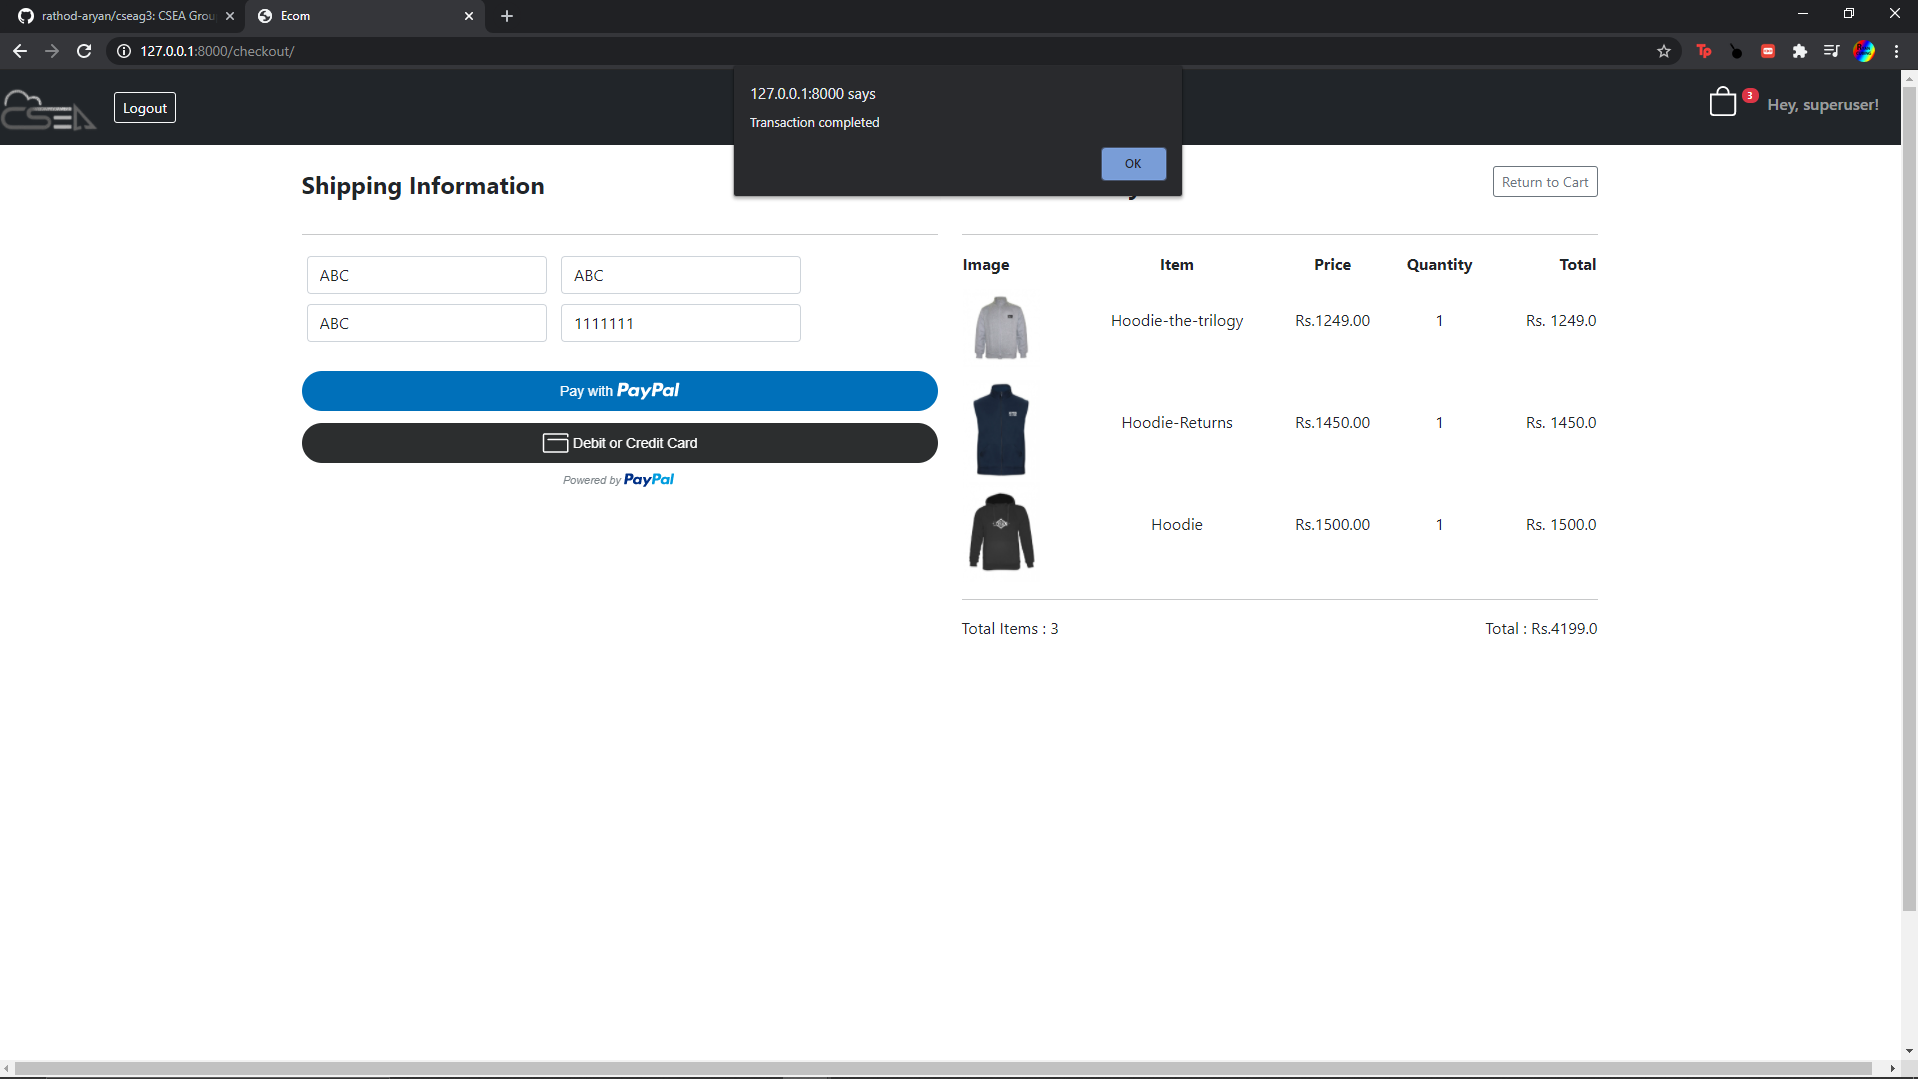 rathod-aryan/cseag3: CSEA Grou
Ecom
127.0.0.1:8000/checkout/
Tp
CSEA
Logout
127.0.0.1:8000 says
Transaction completed
OK
3
Hey, superuser!
Shipping Information
Return to Cart
ABC
ABC
ABC
1111111
Pay with PayPal
Debit or Credit Card
Powered by PayPal
Image Item Price Quantity Total
Hoodie-the-trilogy Rs.1249.00 1 Rs. 1249.0
Hoodie-Returns Rs.1450.00 1 Rs. 1450.0
Hoodie Rs.1500.00 1 Rs. 1500.0
Total Items : 3 Total : Rs.4199.0